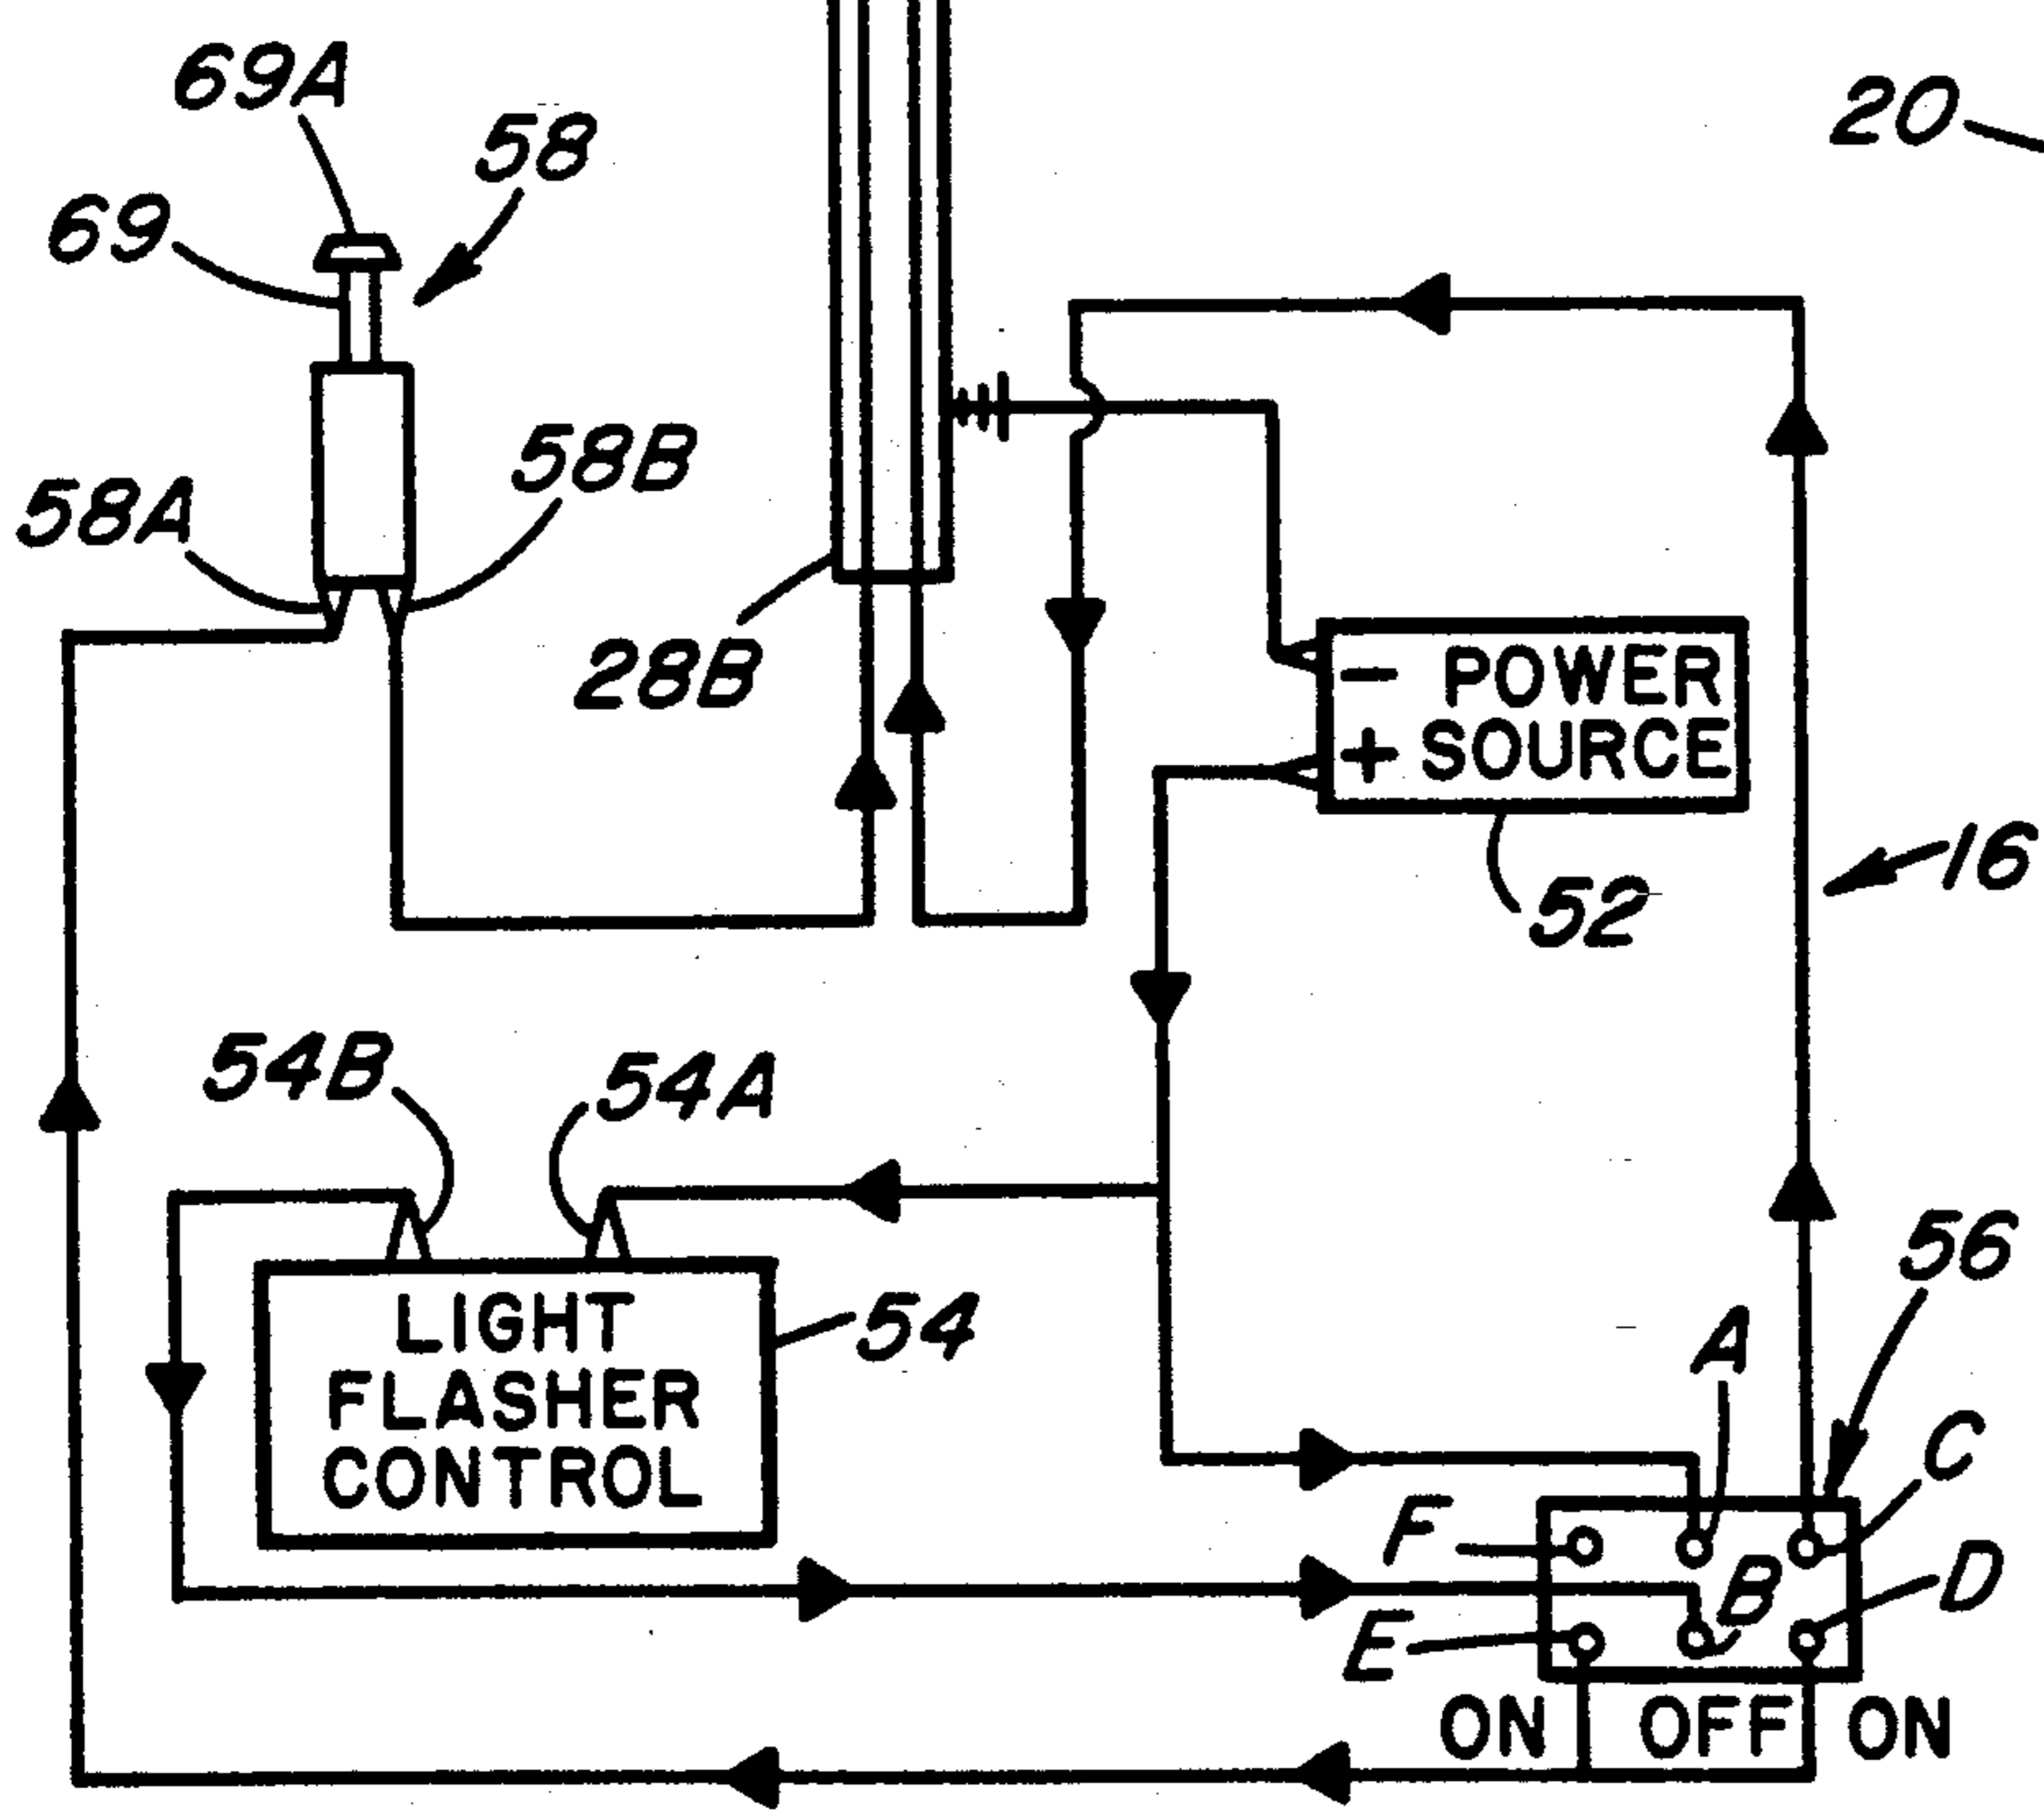 69A
58
20
69
58B
58A
28B
- POWER
+ SOURCE
16
52
54B
54A
56
A
54
LIGHT
FLASHER
CONTROL
C
F
B
D
E
ON OFF ON